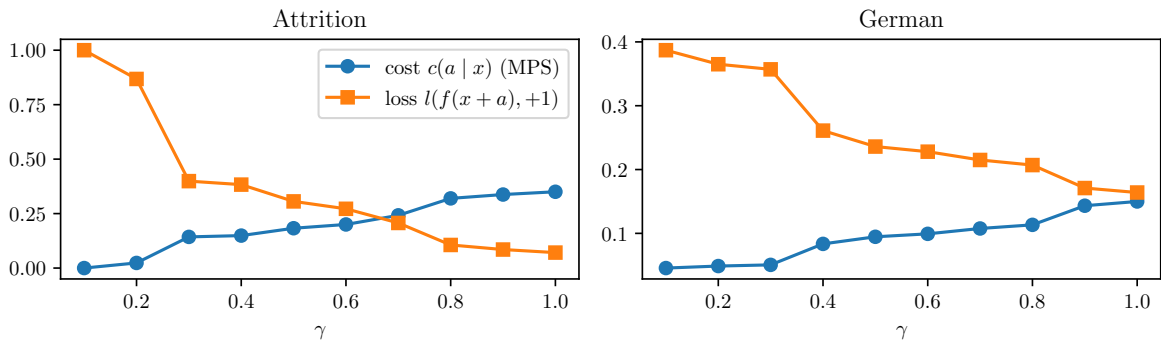 Attrition
1.00
0.75
0.50
0.25
0.00
cost c(a | x) (MPS)
loss l(f(x + a), +1)
0.2 0.4 0.6 0.8 1.0
γ
German
0.4
0.3
0.2
0.1
0.2 0.4 0.6 0.8 1.0
γ